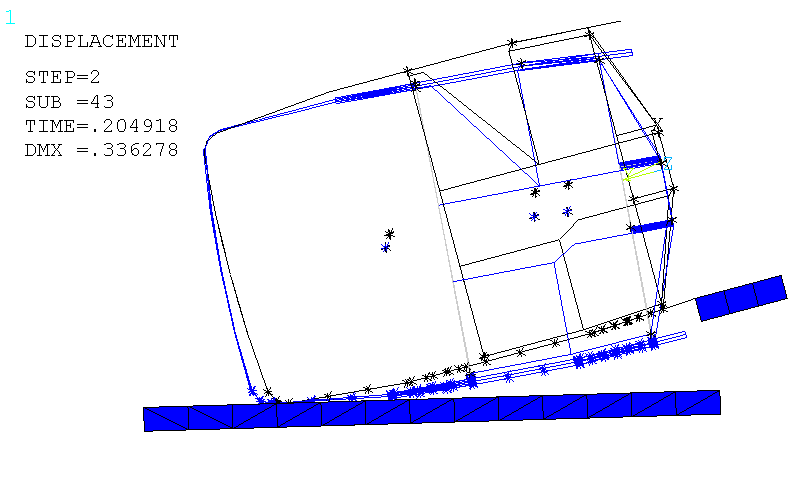 1
DISPLACEMENT
STEP=2
SUB =43
TIME=.204918
DMX =.336278
Y
Z